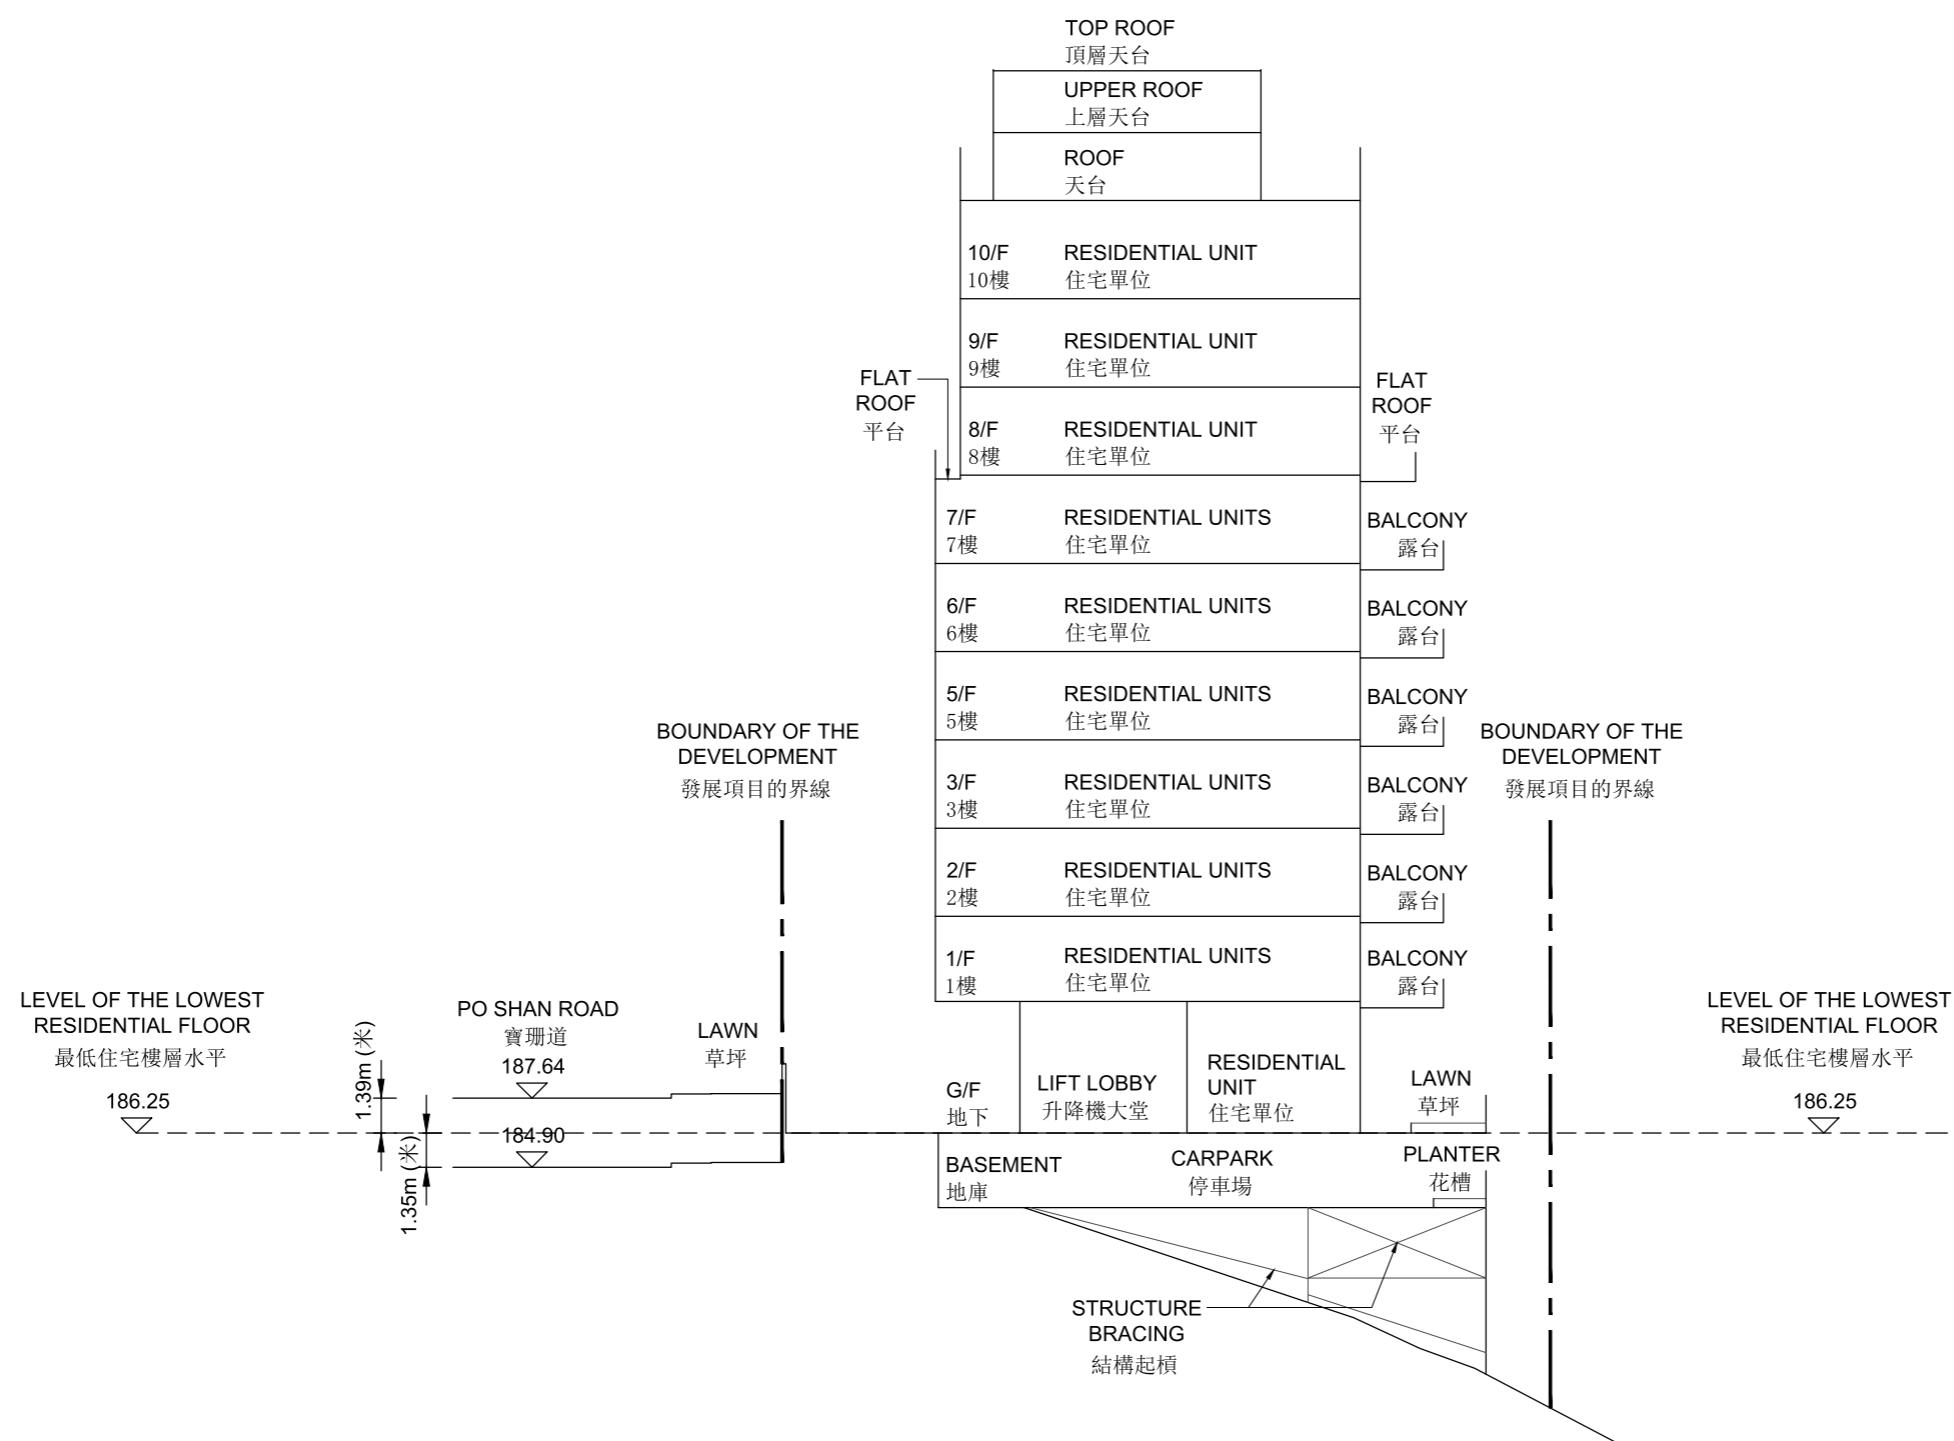 TOP ROOF
頂層天台
UPPER ROOF
上層天台
ROOF
天台
10/F RESIDENTIAL UNIT
10樓 住宅單位
9/F RESIDENTIAL UNIT
9樓 住宅單位
FLAT
ROOF
平台
FLAT
ROOF
平台
8/F RESIDENTIAL UNIT
8樓 住宅單位
7/F RESIDENTIAL UNITS
7樓 住宅單位
BALCONY
露台
6/F RESIDENTIAL UNITS
6樓 住宅單位
BALCONY
露台
5/F RESIDENTIAL UNITS
5樓 住宅單位
BALCONY
露台
BOUNDARY OF THE
DEVELOPMENT
發展項目的界線
BOUNDARY OF THE
DEVELOPMENT
發展項目的界線
3/F RESIDENTIAL UNITS
3樓 住宅單位
BALCONY
露台
2/F RESIDENTIAL UNITS
2樓 住宅單位
BALCONY
露台
1/F RESIDENTIAL UNITS
1樓 住宅單位
BALCONY
露台
LEVEL OF THE LOWEST
RESIDENTIAL FLOOR
最低住宅樓層水平
186.25
1.39m (米)
1.35m (米)
PO SHAN ROAD
寶珊道
187.64
184.90
LAWN
草坪
G/F
地下
LIFT LOBBY
升降機大堂
RESIDENTIAL
UNIT
住宅單位
LAWN
草坪
LEVEL OF THE LOWEST
RESIDENTIAL FLOOR
最低住宅樓層水平
186.25
BASEMENT
地庫
CARPARK
停車場
PLANTER
花槽
STRUCTURE
BRACING
結構起樍